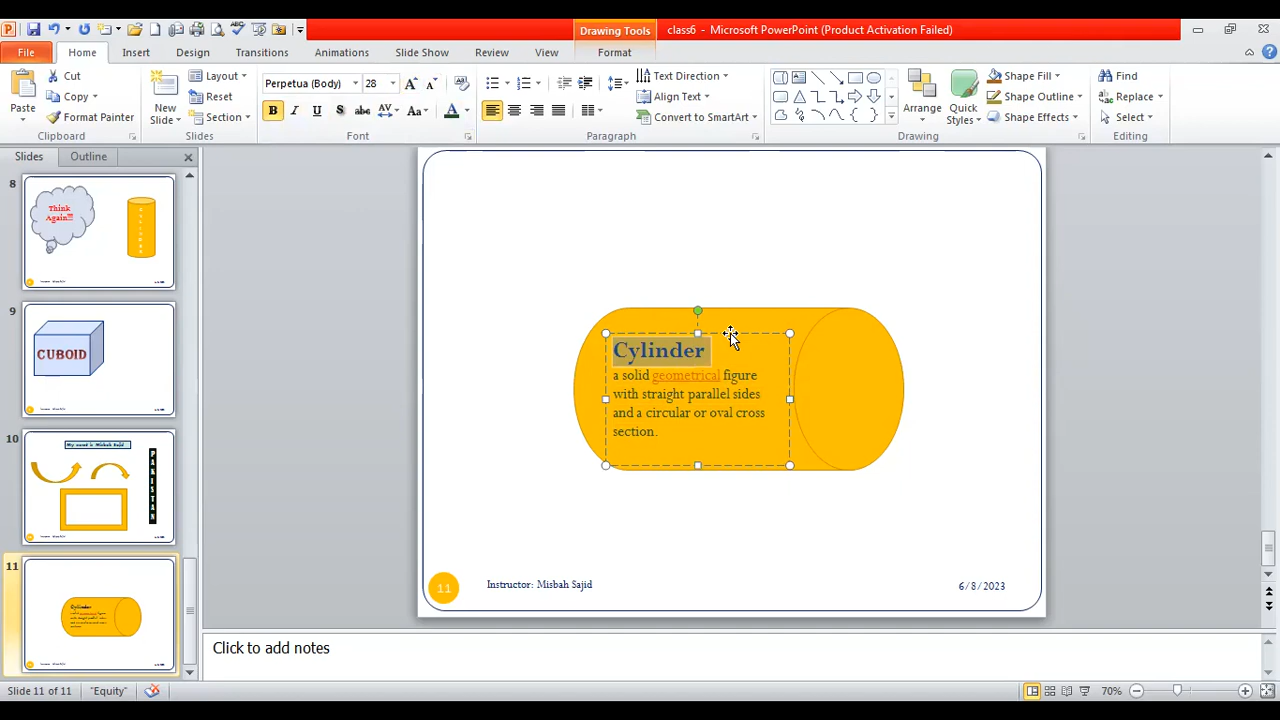 class6 - Microsoft PowerPoint (Product Activation Failed)
Drawing Tools
File Home Insert Design Transitions Animations Slide Show Review View Format
Paste
Cut
Copy
Format Painter
Clipboard
New Slide
Layout
Reset
Section
Slides
Perpetua (Body) 28
Font
Text Direction
Align Text
Convert to SmartArt
Paragraph
Arrange
Quick Styles
Shape Fill
Shape Outline
Shape Effects
Drawing
Find
Replace
Select
Editing
Slides Outline
8
Think
Again!!!
CYLINDER
9
CUBOID
10
My name is Misbah Sajid
PAKISTAN
11
Cylinder
Cylinder
a solid geometrical figure
with straight parallel sides
and a circular or oval cross
section.
11
Instructor: Misbah Sajid
6/8/2023
Click to add notes
Slide 11 of 11
"Equity"
70%